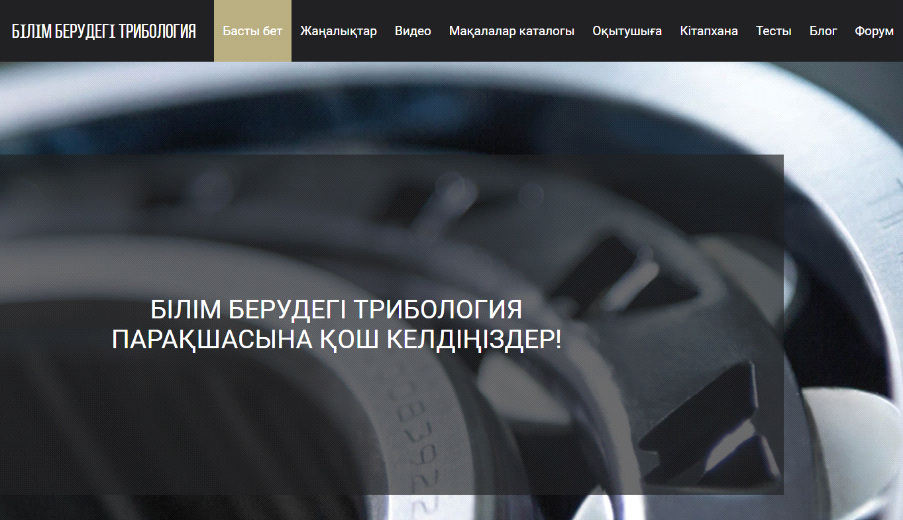 БІЛІМ БЕРУДЕГІ ТРИБОЛОГИЯ
Басты бет
Жаңалықтар
Видео
Мақалалар каталогы
Оқытушыға
Кітапхана
Тесты
Блог
Форум
БІЛІМ БЕРУДЕГІ ТРИБОЛОГИЯ
ПАРАҚШАСЫНА ҚОШ КЕЛДІҢІЗДЕР!